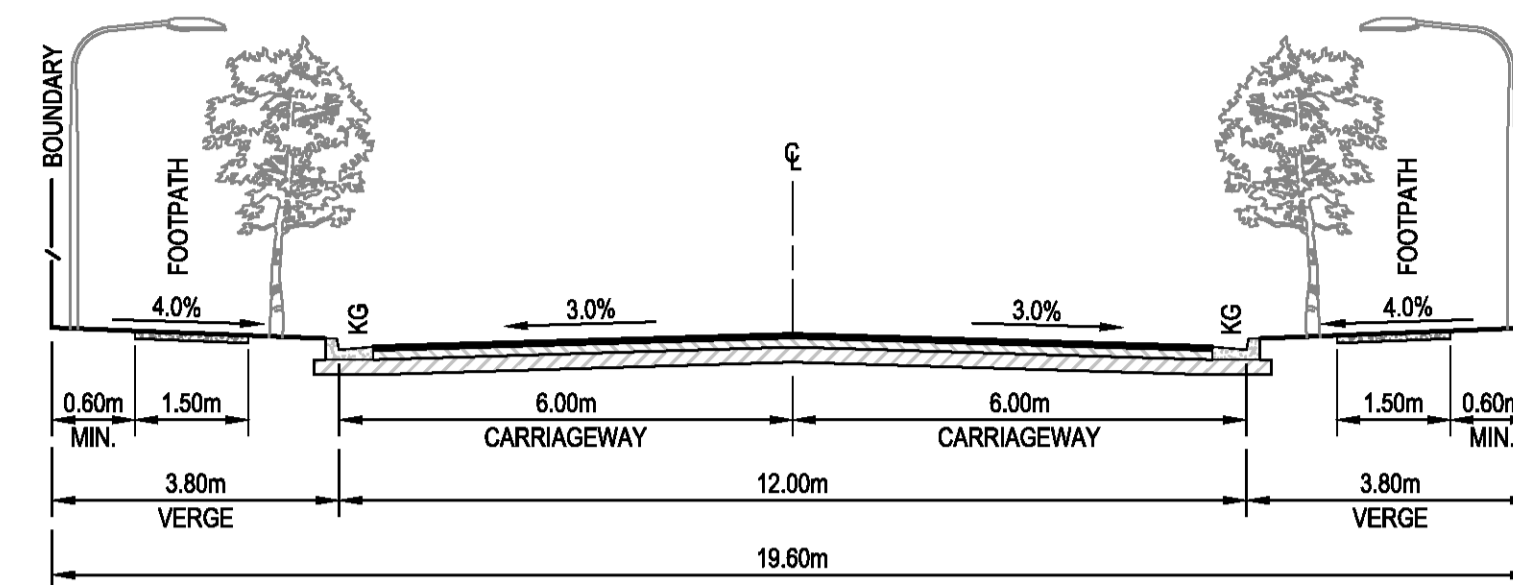 BOUNDARY
FOOTPATH
℄
FOOTPATH
4.0%
KG
3.0%
3.0%
KG
4.0%
0.60m
1.50m
6.00m
6.00m
1.50m
0.60m
MIN.
CARRIAGEWAY
CARRIAGEWAY
MIN.
3.80m
12.00m
3.80m
VERGE
VERGE
19.60m